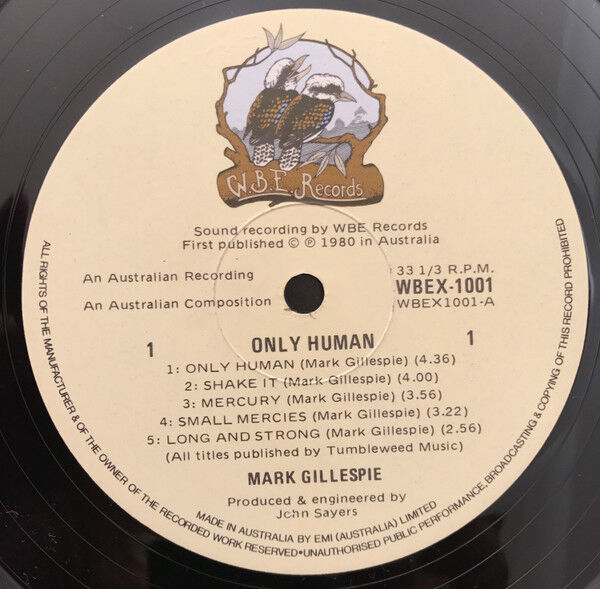 W.B.E. Records
Sound recording by WBE Records
First published © ℗ 1980 in Australia
An Australian Recording
33 1/3 R.P.M.
WBEX-1001
An Australian Composition
WBEX1001-A
1
ONLY HUMAN
1
1: ONLY HUMAN (Mark Gillespie) (4.36)
2: SHAKE IT (Mark Gillespie) (4.00)
3: MERCURY (Mark Gillespie) (3.56)
4: SMALL MERCIES (Mark Gillespie) (3.22)
5: LONG AND STRONG (Mark Gillespie) (2.56)
(All titles published by Tumbleweed Music)
MARK GILLESPIE
Produced & engineered by
John Sayers
MADE IN AUSTRALIA BY EMI (AUSTRALIA) LIMITED
ALL RIGHTS OF THE MANUFACTURER & OF THE OWNER OF THE RECORDED WORK RESERVED•UNAUTHORISED PUBLIC PERFORMANCE, BROADCASTING & COPYING OF THIS RECORD PROHIBITED